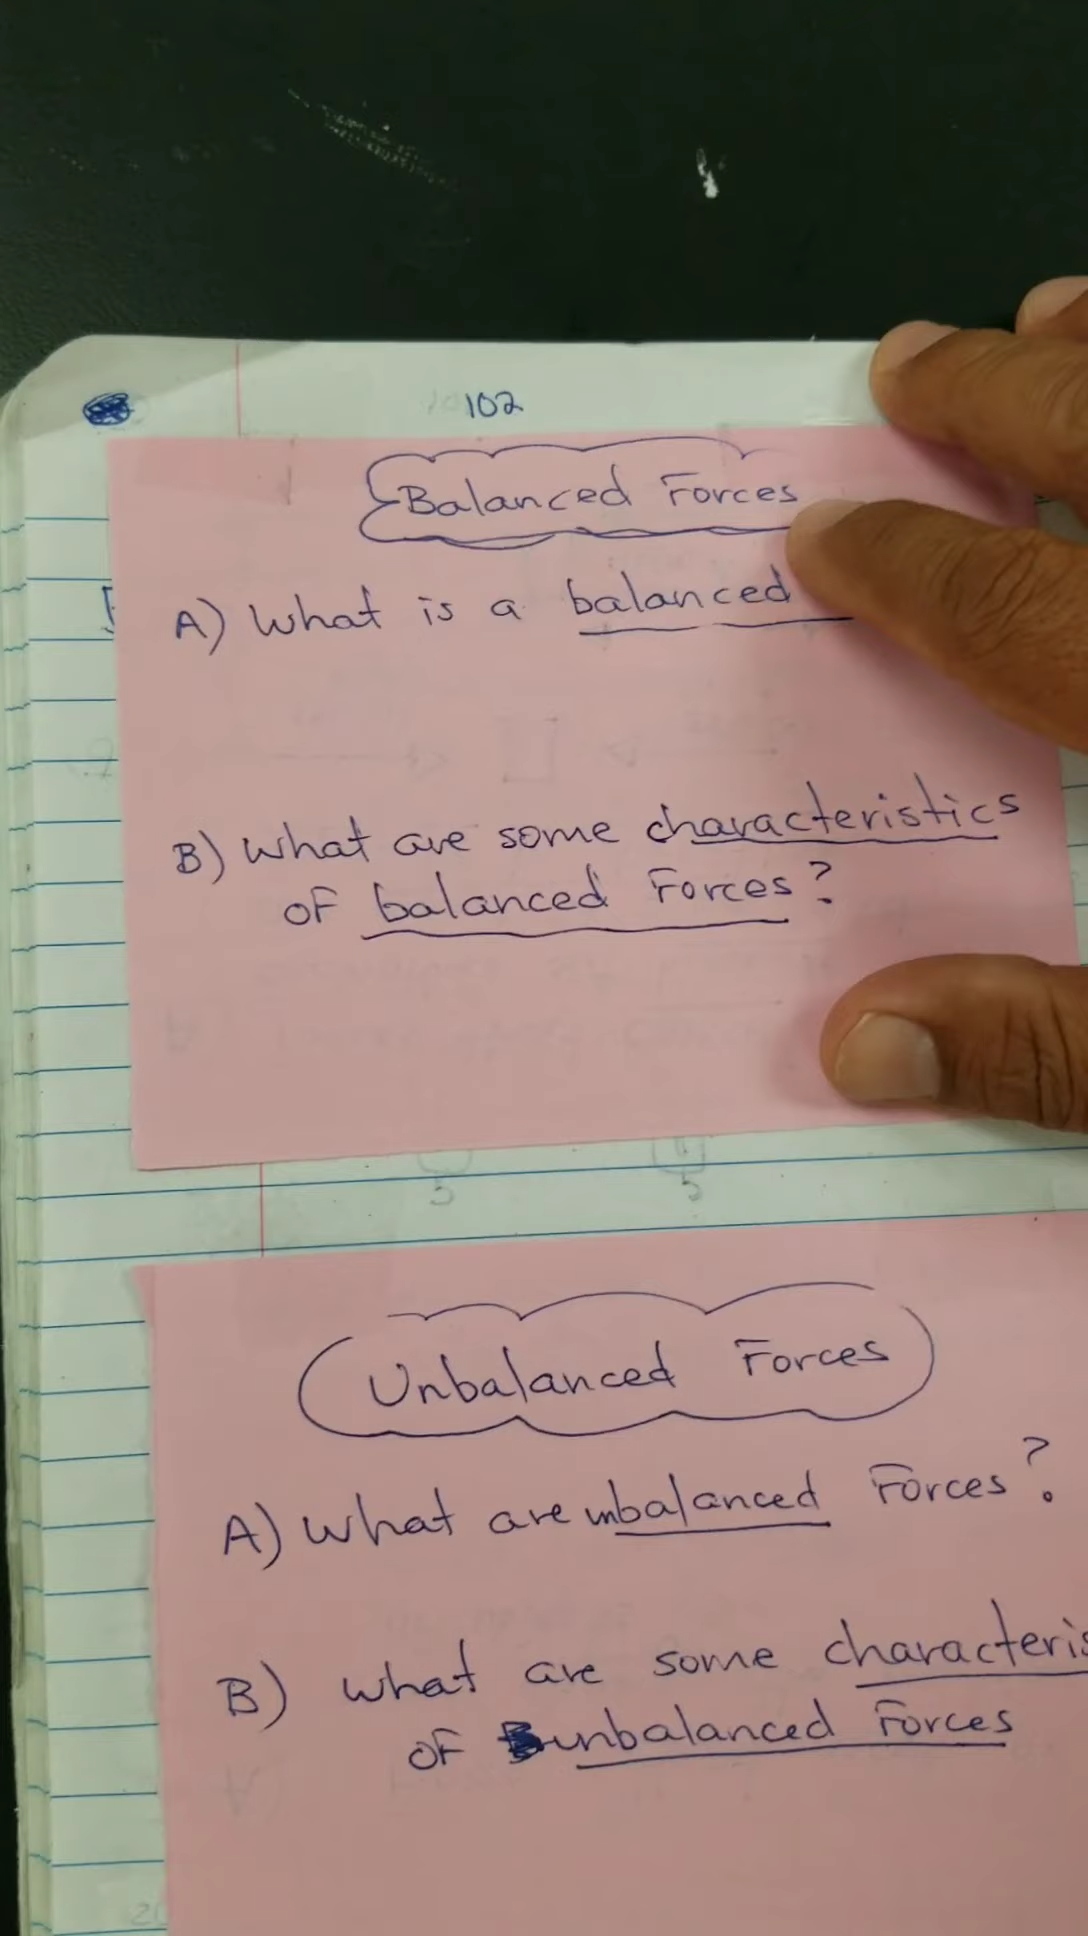 102
Balanced Forces
A) What is a balanced
B) What are some characteristics
of balanced Forces?
Unbalanced Forces
A) What are unbalanced Forces?
B) What are some characteris
of unbalanced Forces